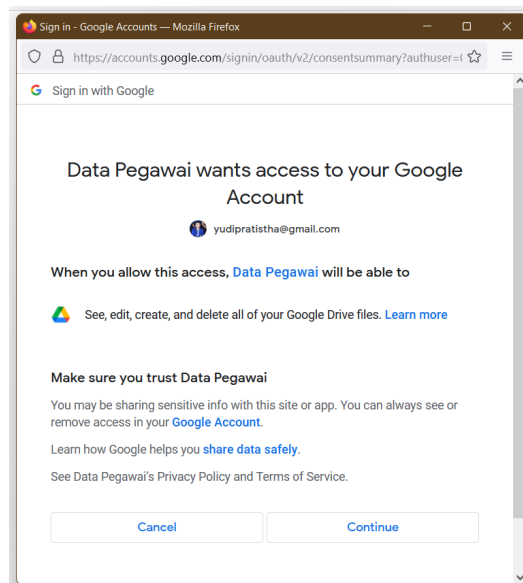 Sign in - Google Accounts — Mozilla Firefox
https://accounts.google.com/signin/oauth/v2/consentsummary?authuser=
Sign in with Google
Data Pegawai wants access to your Google
Account
yudipratistha@gmail.com
When you allow this access, Data Pegawai will be able to
See, edit, create, and delete all of your Google Drive files. Learn more
Make sure you trust Data Pegawai
You may be sharing sensitive info with this site or app. You can always see or
remove access in your Google Account.
Learn how Google helps you share data safely.
See Data Pegawai's Privacy Policy and Terms of Service.
Cancel
Continue